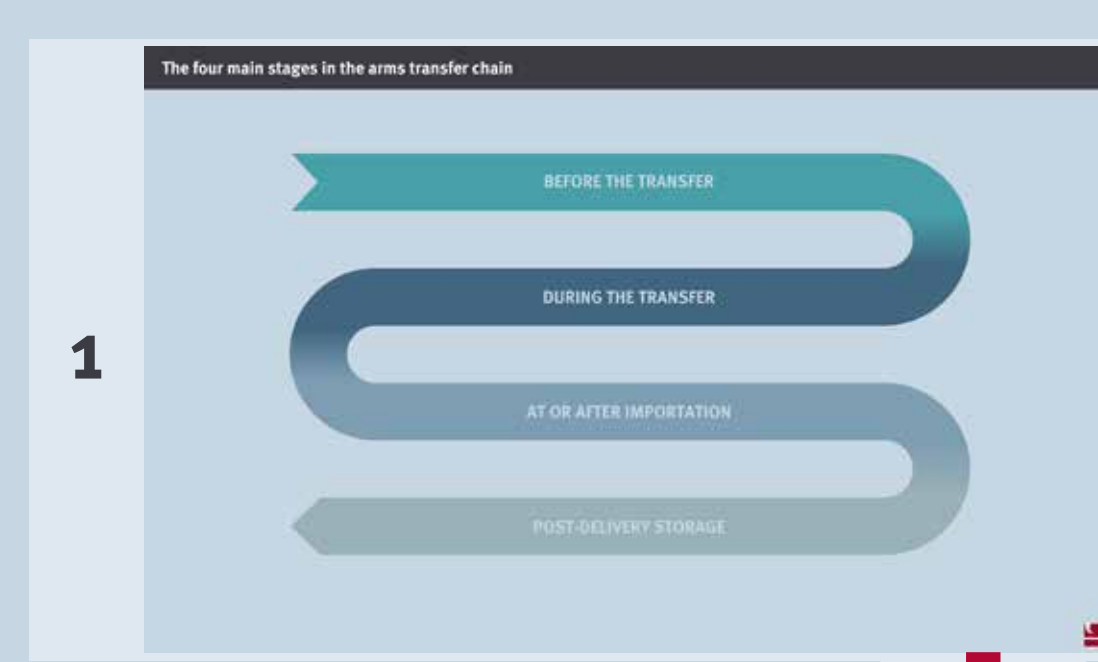 The four main stages in the arms transfer chain
BEFORE THE TRANSFER
DURING THE TRANSFER
1
AT OR AFTER IMPORTATION
POST-DELIVERY STORAGE